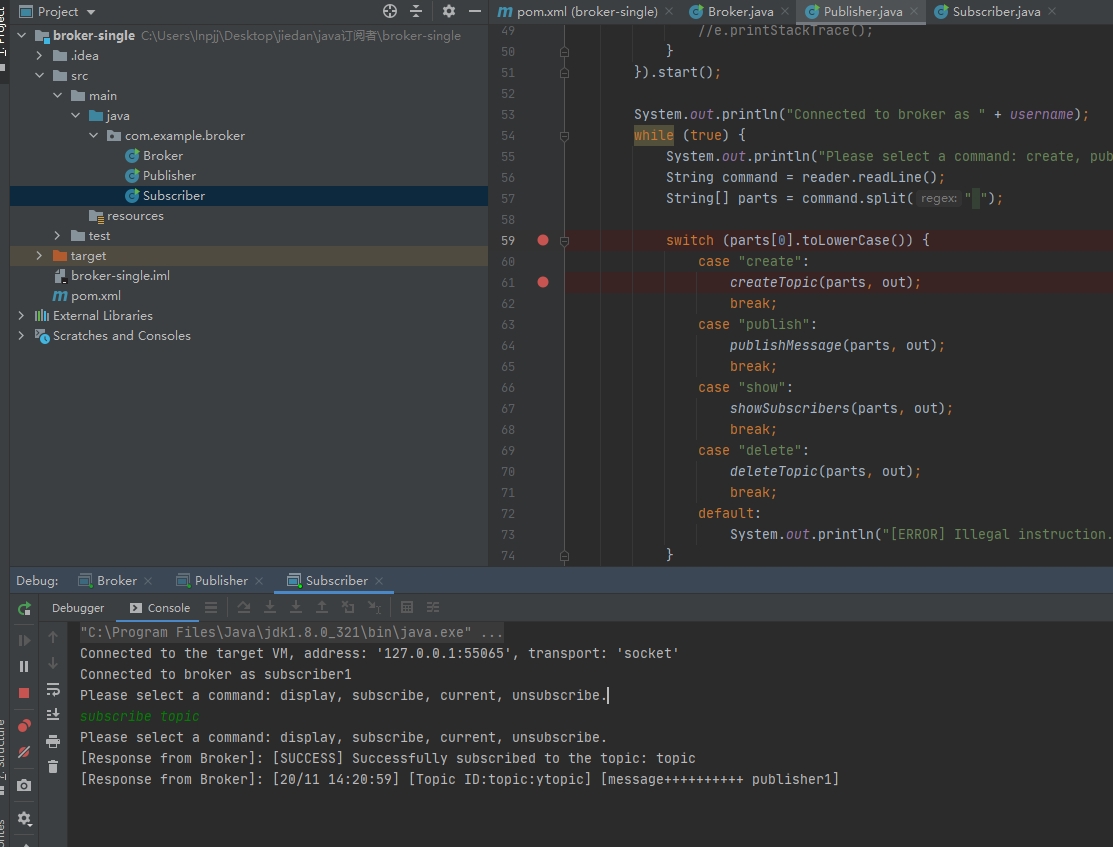 Project
pom.xml (broker-single)
Broker.java
Publisher.java
Subscriber.java
broker-single C:\Users\lnpjj\Desktop\jiedan\java订阅者\broker-single
.idea
src
main
java
com.example.broker
Broker
Publisher
Subscriber
resources
test
target
broker-single.iml
pom.xml
External Libraries
Scratches and Consoles
49 //e.printStackTrace();
50 }
51 }).start();
52
53 System.out.println("Connected to broker as " + username);
54 while (true) {
55 System.out.println("Please select a command: create, pub
56 String command = reader.readLine();
57 String[] parts = command.split( regex: " ");
58
59 switch (parts[0].toLowerCase()) {
60 case "create":
61 createTopic(parts, out);
62 break;
63 case "publish":
64 publishMessage(parts, out);
65 break;
66 case "show":
67 showSubscribers(parts, out);
68 break;
69 case "delete":
70 deleteTopic(parts, out);
71 break;
72 default:
73 System.out.println("[ERROR] Illegal instruction.
74 }
Debug: Broker Publisher Subscriber
Debugger Console
"C:\Program Files\Java\jdk1.8.0_321\bin\java.exe" ...
Connected to the target VM, address: '127.0.0.1:55065', transport: 'socket'
Connected to broker as subscriber1
Please select a command: display, subscribe, current, unsubscribe.
subscribe topic
Please select a command: display, subscribe, current, unsubscribe.
[Response from Broker]: [SUCCESS] Successfully subscribed to the topic: topic
[Response from Broker]: [20/11 14:20:59] [Topic ID:topic:ytopic] [message++++++++++ publisher1]